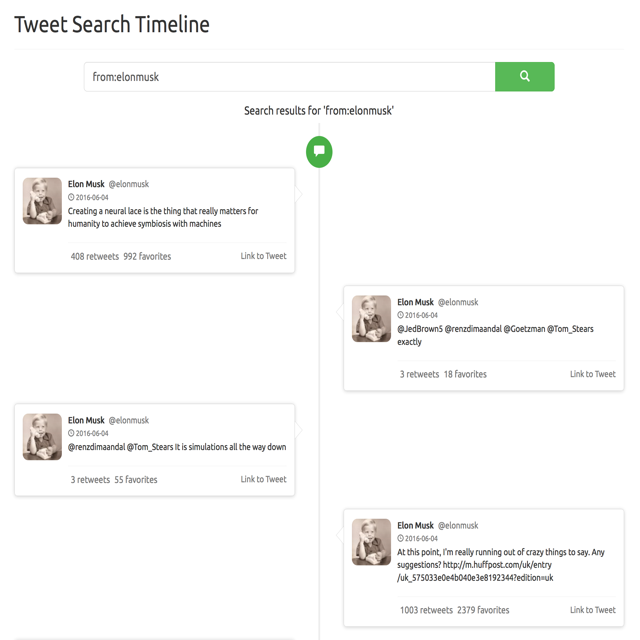 Tweet Search Timeline
from:elonmusk
Search results for 'from:elonmusk'
Elon Musk @elonmusk
2016-06-04
Creating a neural lace is the thing that really matters for
humanity to achieve symbiosis with machines
408 retweets 992 favorites Link to Tweet
Elon Musk @elonmusk
2016-06-04
@JedBrown5 @renzdimaandal @Goetzman @Tom_Stears
exactly
3 retweets 18 favorites Link to Tweet
Elon Musk @elonmusk
2016-06-04
@renzdimaandal @Tom_Stears It is simulations all the way down
3 retweets 55 favorites Link to Tweet
Elon Musk @elonmusk
2016-06-04
At this point, I'm really running out of crazy things to say. Any
suggestions? http://m.huffpost.com/uk/entry
/uk_575033e0e4b040e3e8192344?edition=uk
1003 retweets 2379 favorites Link to Tweet